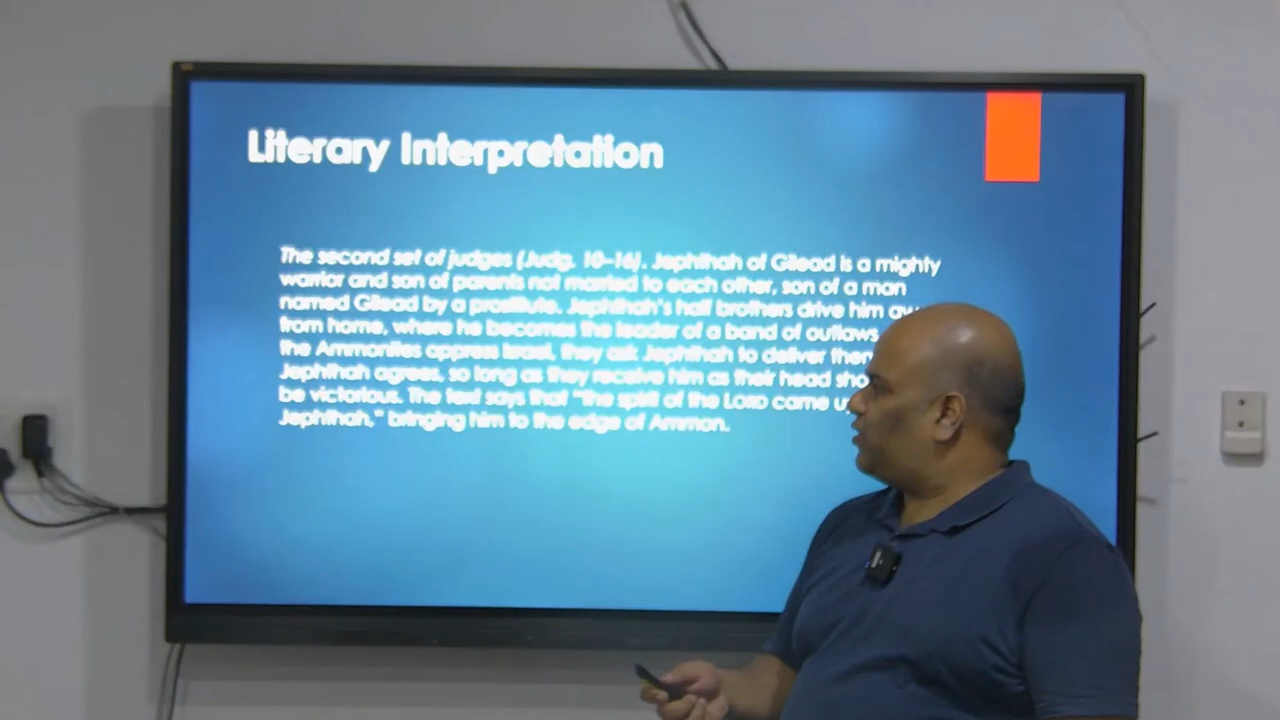 Literary Interpretation
The second set of judges (Judg. 10–16). Jephthah of Gilead is a mighty
warrior and son of parents not married to each other, son of a man
named Gilead by a prostitute. Jephthah's half brothers drive him
from home, where he becomes the leader of a band of outlaws
the Ammonites oppress Israel, they ask Jephthah to deliver
Jephthah agrees, so long as they receive him as their head
be victorious. The text says that "the spirit of the LORD came
Jephthah," bringing him to the edge of Ammon.